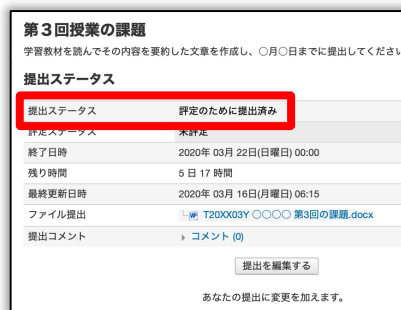 第3回授業の課題
学習教材を読んでその内容を要約した文章を作成し、○月○日までに提出してください
提出ステータス
提出ステータス 評定のために提出済み
評定ステータス 未評定
終了日時 2020年 03月 22日(日曜日) 00:00
残り時間 5 日 17 時間
最終更新日時 2020年 03月 16日(月曜日) 06:15
ファイル提出 T20XX03Y ○○○○ 第3回の課題.docx
提出コメント コメント (0)
提出を編集する
あなたの提出に変更を加えます。